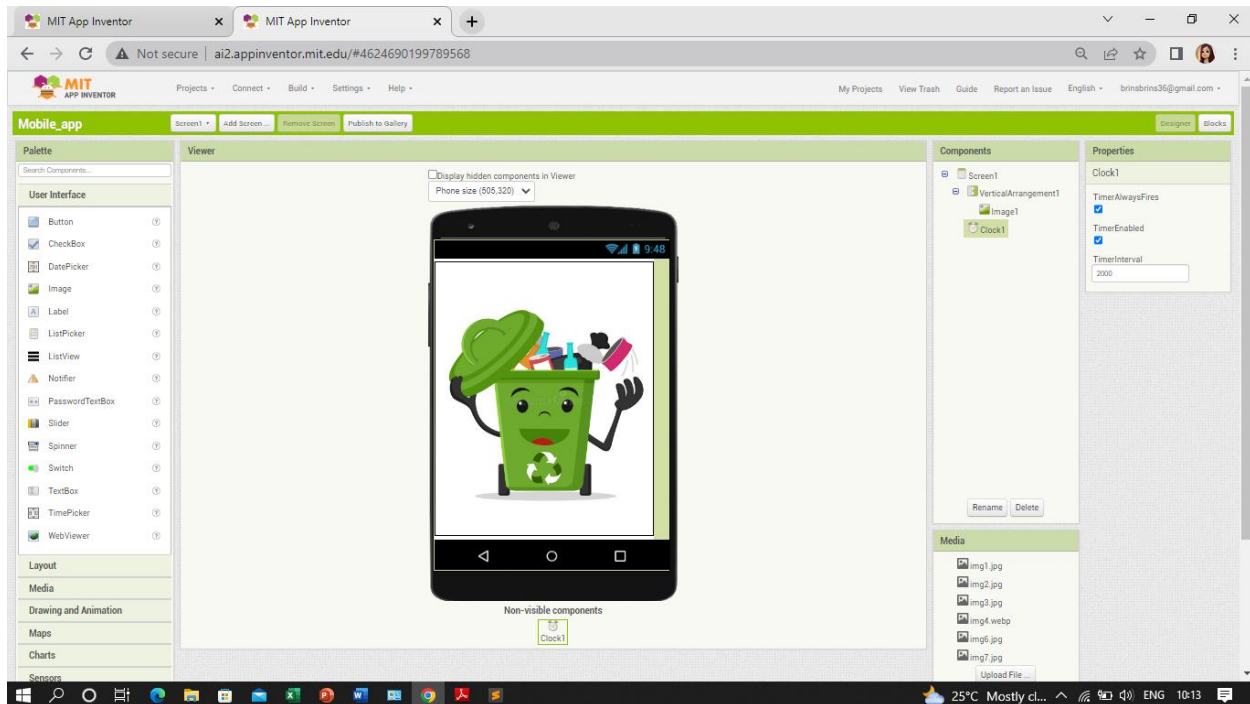 MIT App Inventor
MIT App Inventor
Not secure | ai2.appinventor.mit.edu/#4624690199789568
MIT
APP INVENTOR
Projects
Connect
Build
Settings
Help
My Projects
View Trash
Guide
Report an Issue
English
brinsbrins36@gmail.com
Mobile_app
Screen1
Add Screen ...
Remove Screen
Publish to Gallery
Designer
Blocks
Palette
Search Components...
User Interface
Button
CheckBox
DatePicker
Image
Label
ListPicker
ListView
Notifier
PasswordTextBox
Slider
Spinner
Switch
TextBox
TimePicker
WebViewer
Layout
Media
Drawing and Animation
Maps
Charts
Sensors
Viewer
Display hidden components in Viewer
Phone size (505,320)
9:48
Non-visible components
Clock1
Components
Screen1
VerticalArrangement1
Image1
Clock1
Rename
Delete
Media
img1.jpg
img2.jpg
img3.jpg
img4.webp
img6.jpg
img7.jpg
Upload File ...
Properties
Clock1
TimerAlwaysFires
TimerEnabled
TimerInterval
2000
25°C Mostly cl...
ENG
10:13